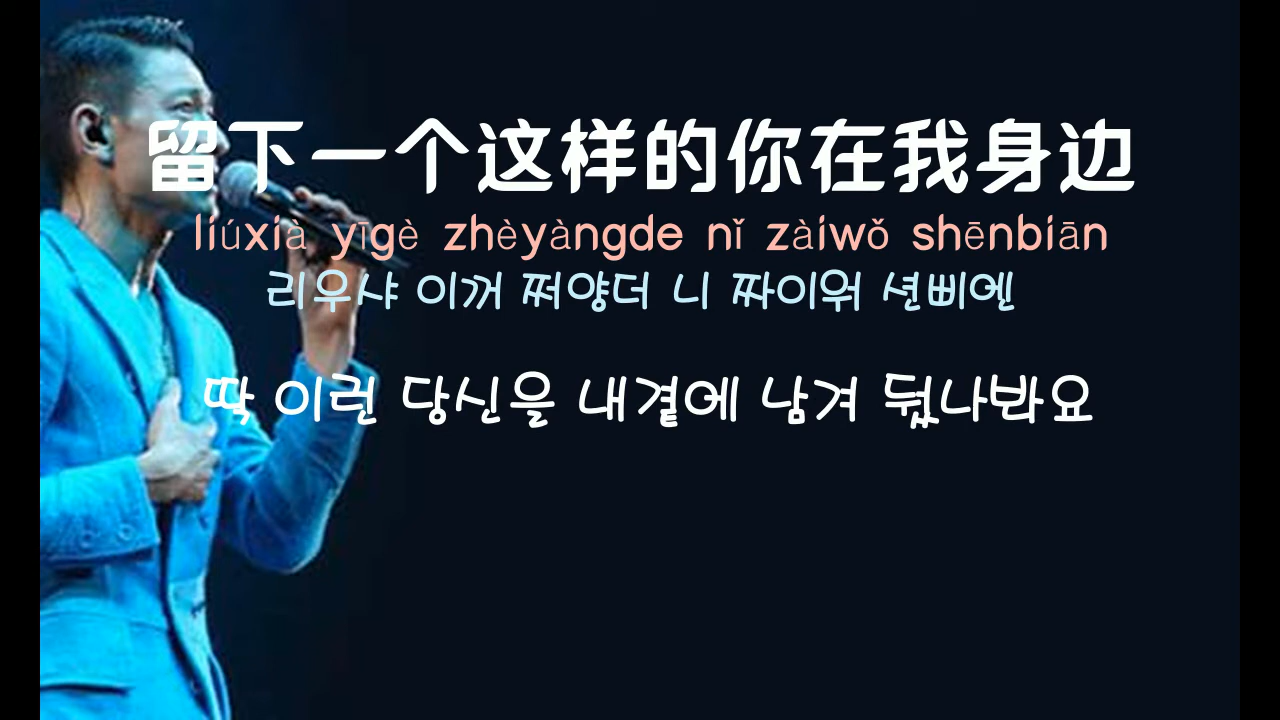 留下一个这样的你在我身边
liúxià yīgè zhèyàngde nǐ zàiwǒ shēnbiān
리우샤 이꺼 쩌양더 니 짜이워 션삐엔
딱 이런 당신을 내곁에 남겨 뒀나봐요